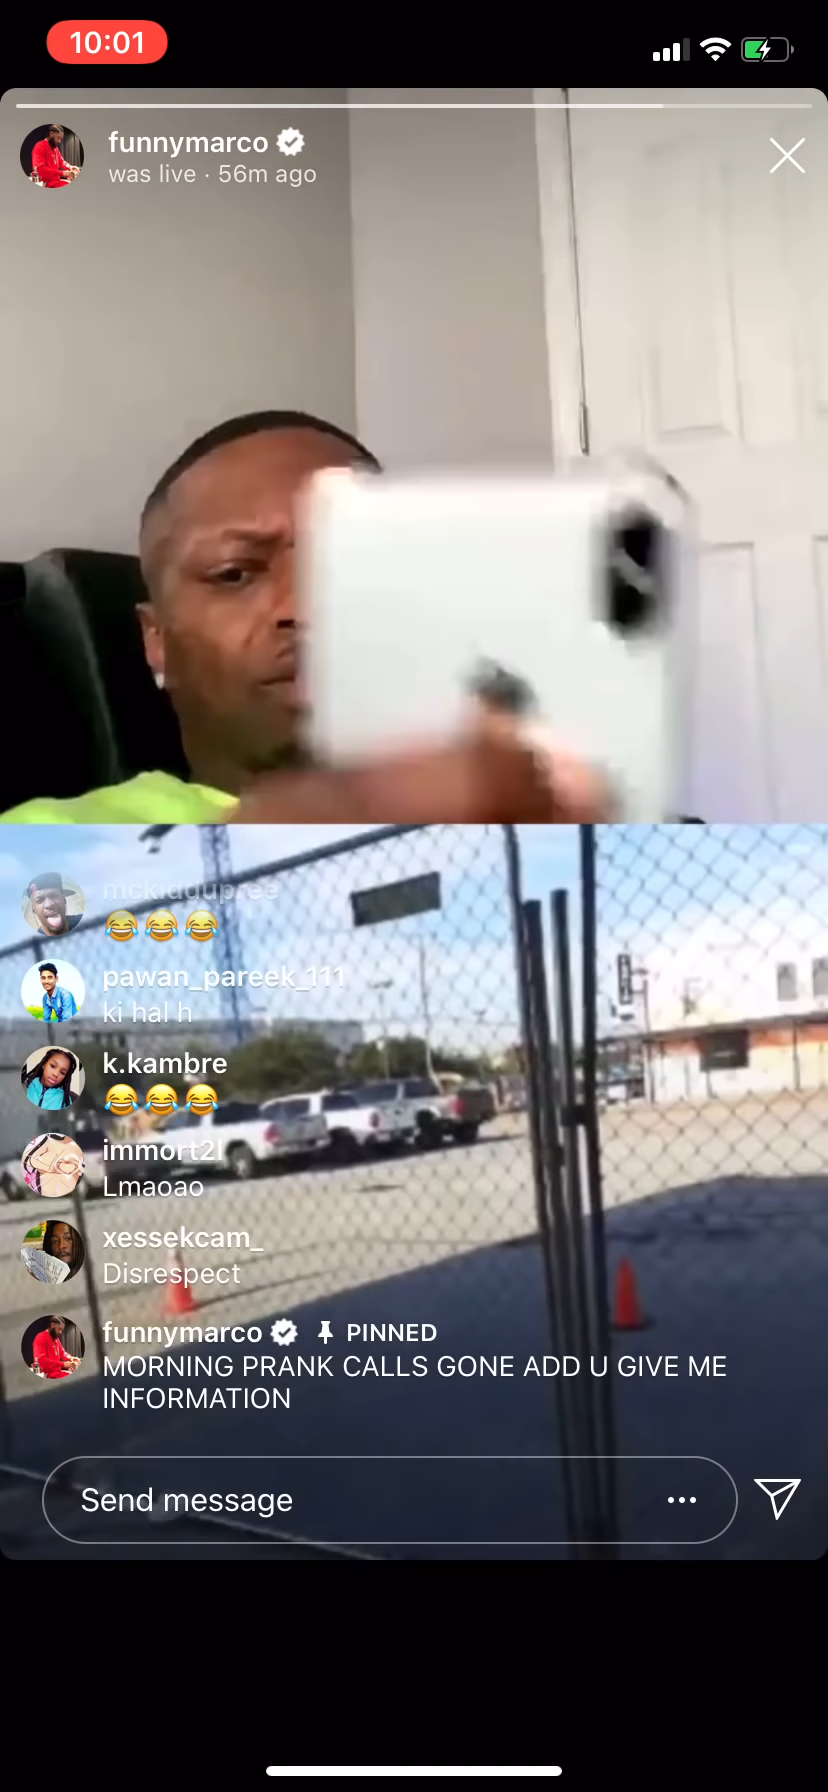 10:01
funnymarco
was live · 56m ago
mckiddupree
😂😂😂
pawan_pareek_111
ki hal h
k.kambre
😂😂😂
immort2l
Lmaoao
xessekcam_
Disrespect
funnymarco PINNED
MORNING PRANK CALLS GONE ADD U GIVE ME
INFORMATION
Send message